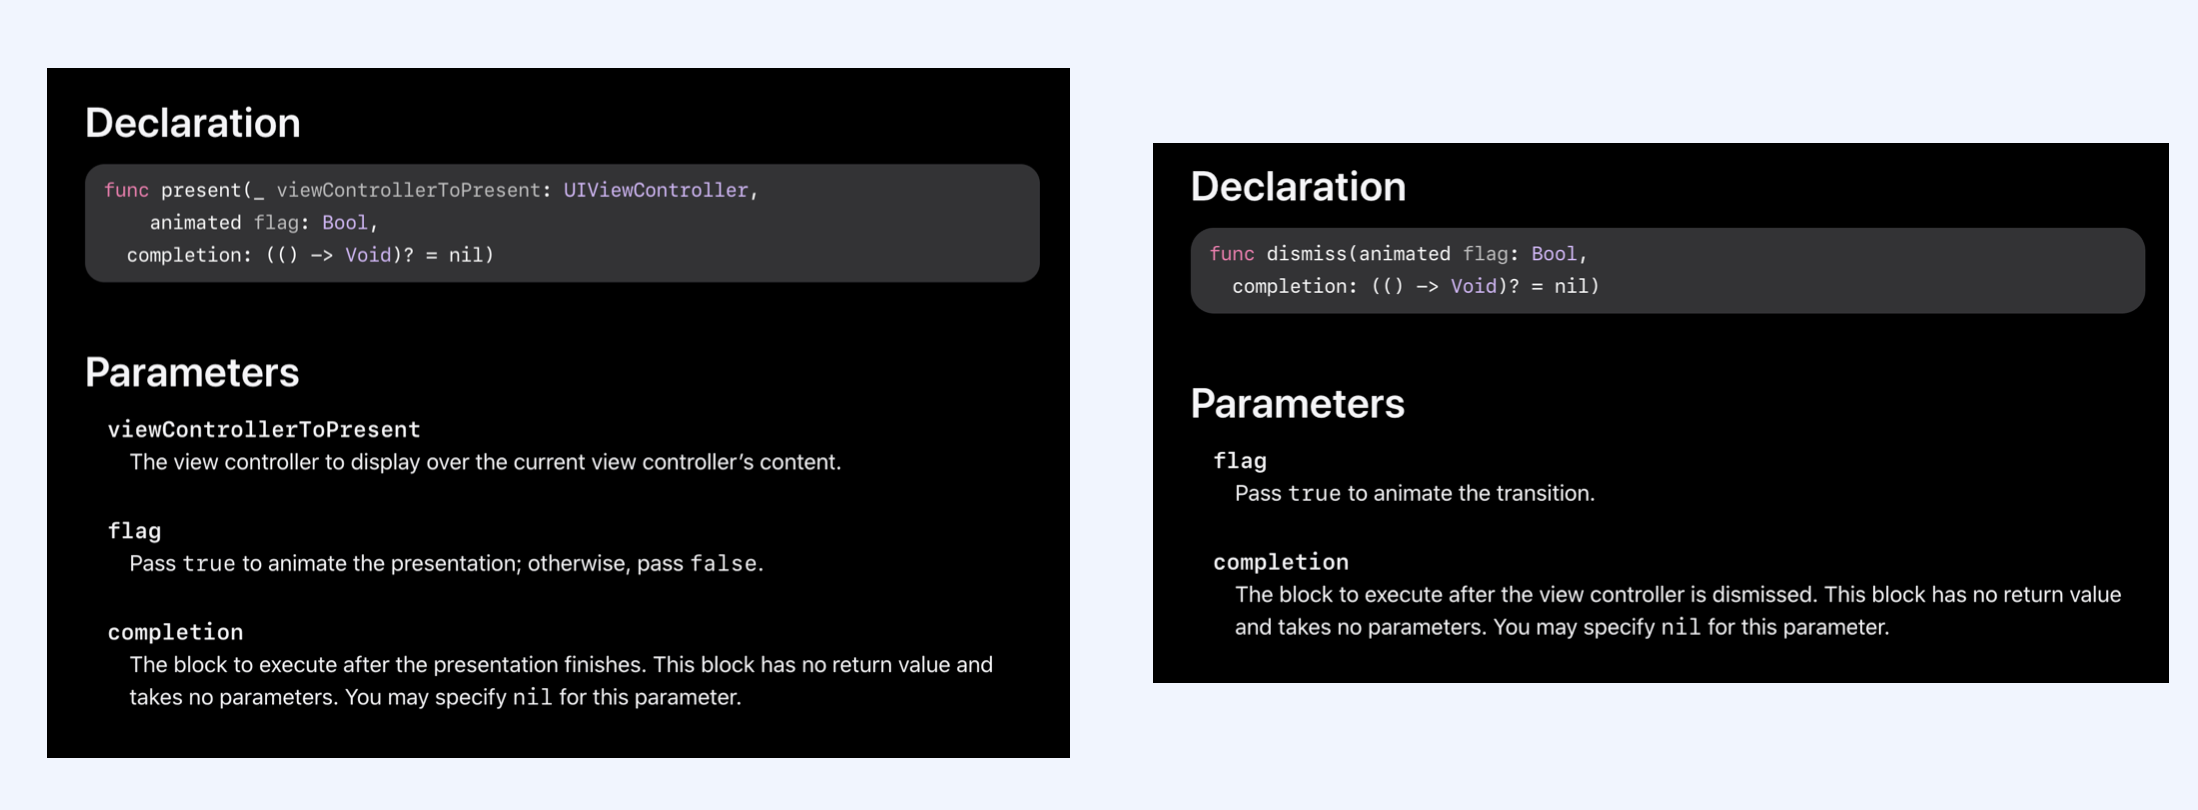 Declaration
func present(_ viewControllerToPresent: UIViewController,
    animated flag: Bool,
  completion: (() -> Void)? = nil)
Parameters
viewControllerToPresent
The view controller to display over the current view controller’s content.
flag
Pass true to animate the presentation; otherwise, pass false.
completion
The block to execute after the presentation finishes. This block has no return value and
takes no parameters. You may specify nil for this parameter.
Declaration
func dismiss(animated flag: Bool,
  completion: (() -> Void)? = nil)
Parameters
flag
Pass true to animate the transition.
completion
The block to execute after the view controller is dismissed. This block has no return value
and takes no parameters. You may specify nil for this parameter.